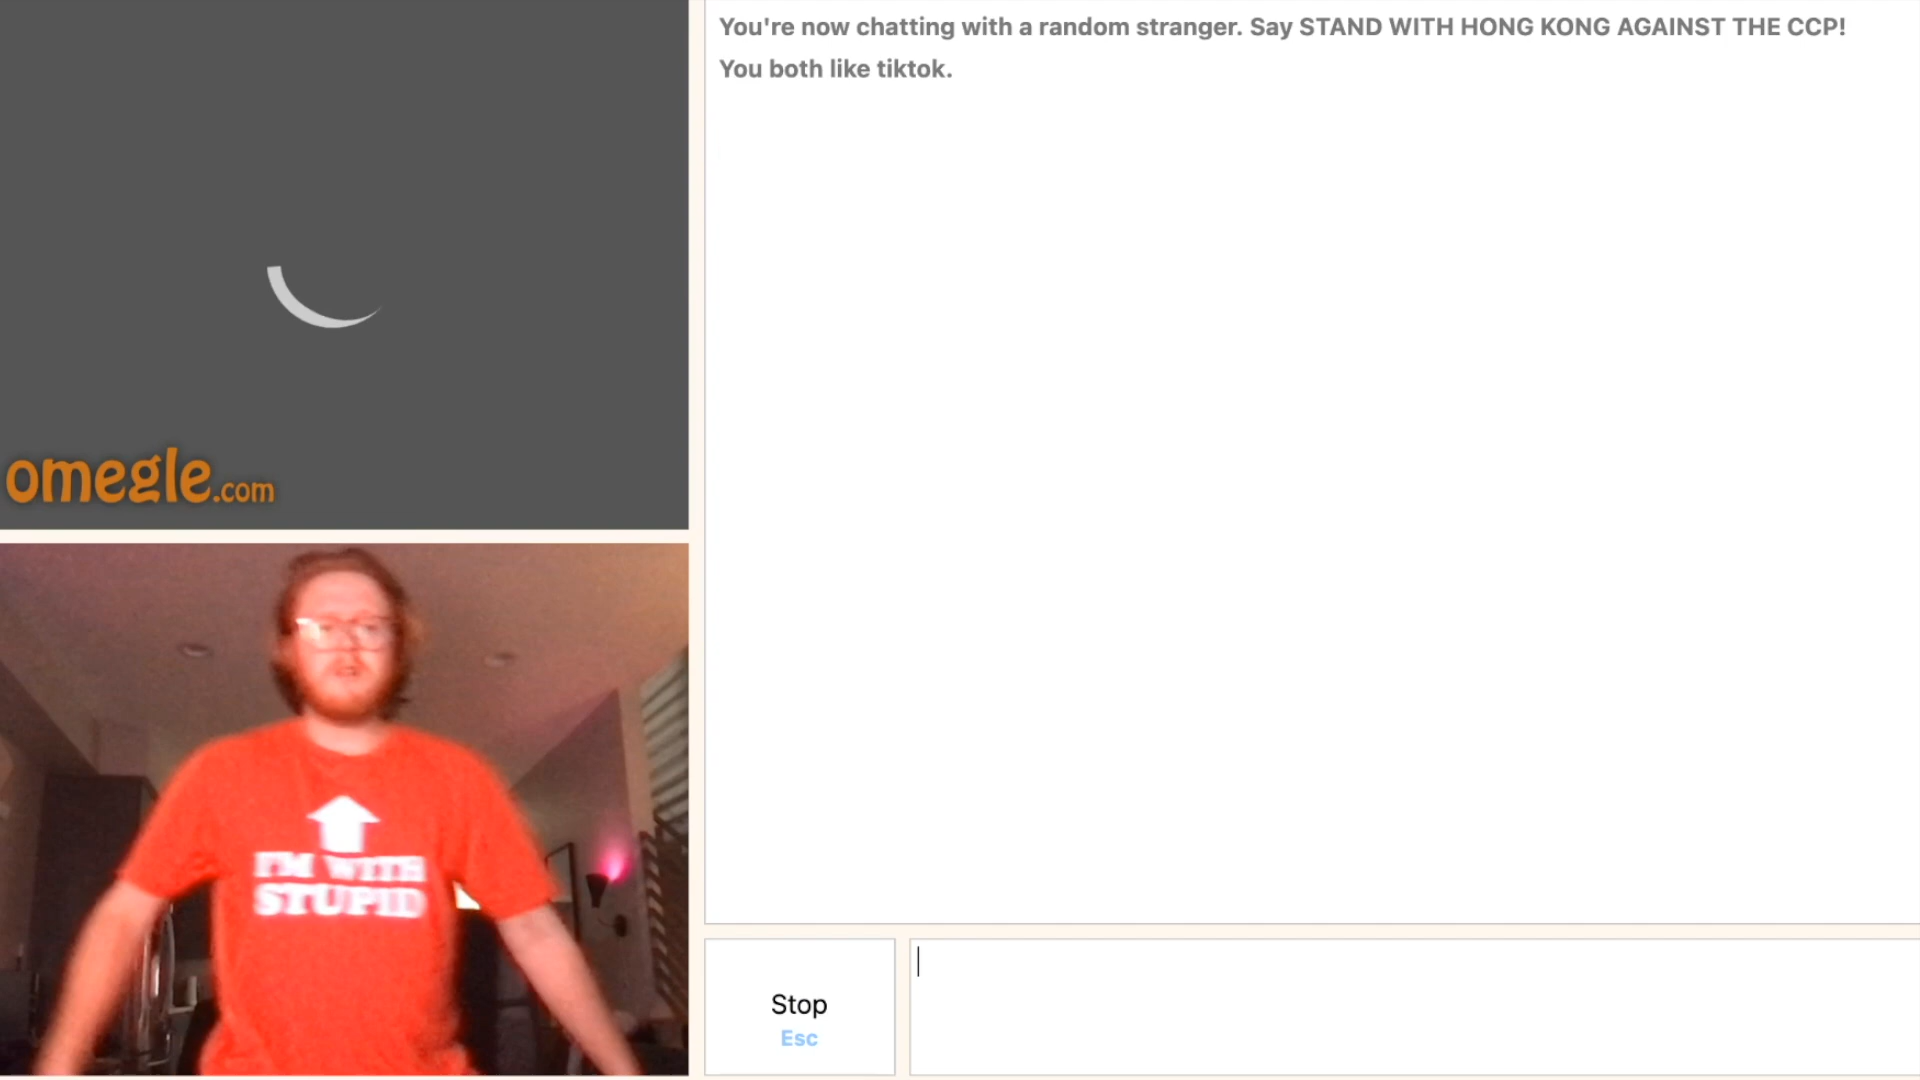 You're now chatting with a random stranger. Say STAND WITH HONG KONG AGAINST THE CCP!
You both like tiktok.
omegle.com
I'M WITH
STUPID
Stop
Esc